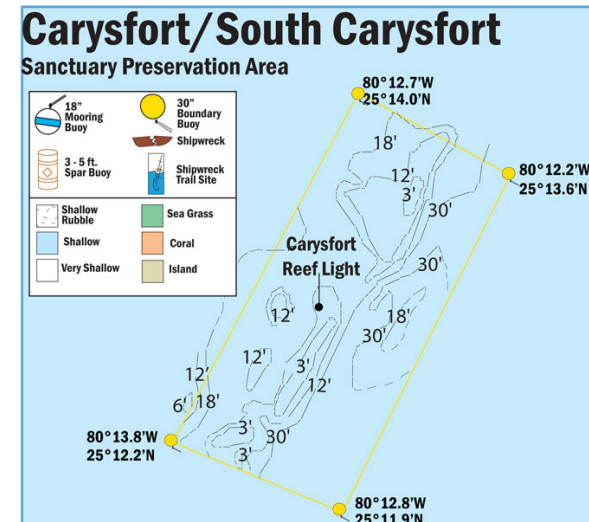 Carysfort/South Carysfort
Sanctuary Preservation Area
18"
Mooring
Buoy
30"
Boundary
Buoy
Shipwreck
3 - 5 ft.
Spar Buoy
Shipwreck
Trail Site
Shallow
Rubble
Sea Grass
Shallow
Coral
Very Shallow
Island
80°12.7'W
25°14.0'N
18'
12'
3'
30'
80°12.2'W
25°13.6'N
Carysfort
Reef Light
30'
12'
18'
30'
12'
3'
12'
12'
6'
18'
3'
30'
3'
80°13.8'W
25°12.2'N
80°12.8'W
25°11.9'N